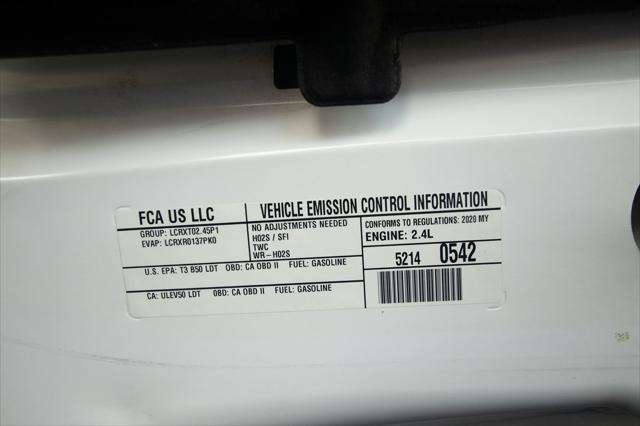 FCA US LLC
GROUP: LCRXT02.45P1
EVAP: LCRXR0137PK0
VEHICLE EMISSION CONTROL INFORMATION
NO ADJUSTMENTS NEEDED
HO2S / SFI
TWC
WR-HO2S
CONFORMS TO REGULATIONS: 2020 MY
ENGINE: 2.4L
5214 0542
U.S. EPA: T3 B50 LDT OBD: CA OBD II FUEL: GASOLINE
CA: ULEV50 LDT OBD: CA OBD II FUEL: GASOLINE